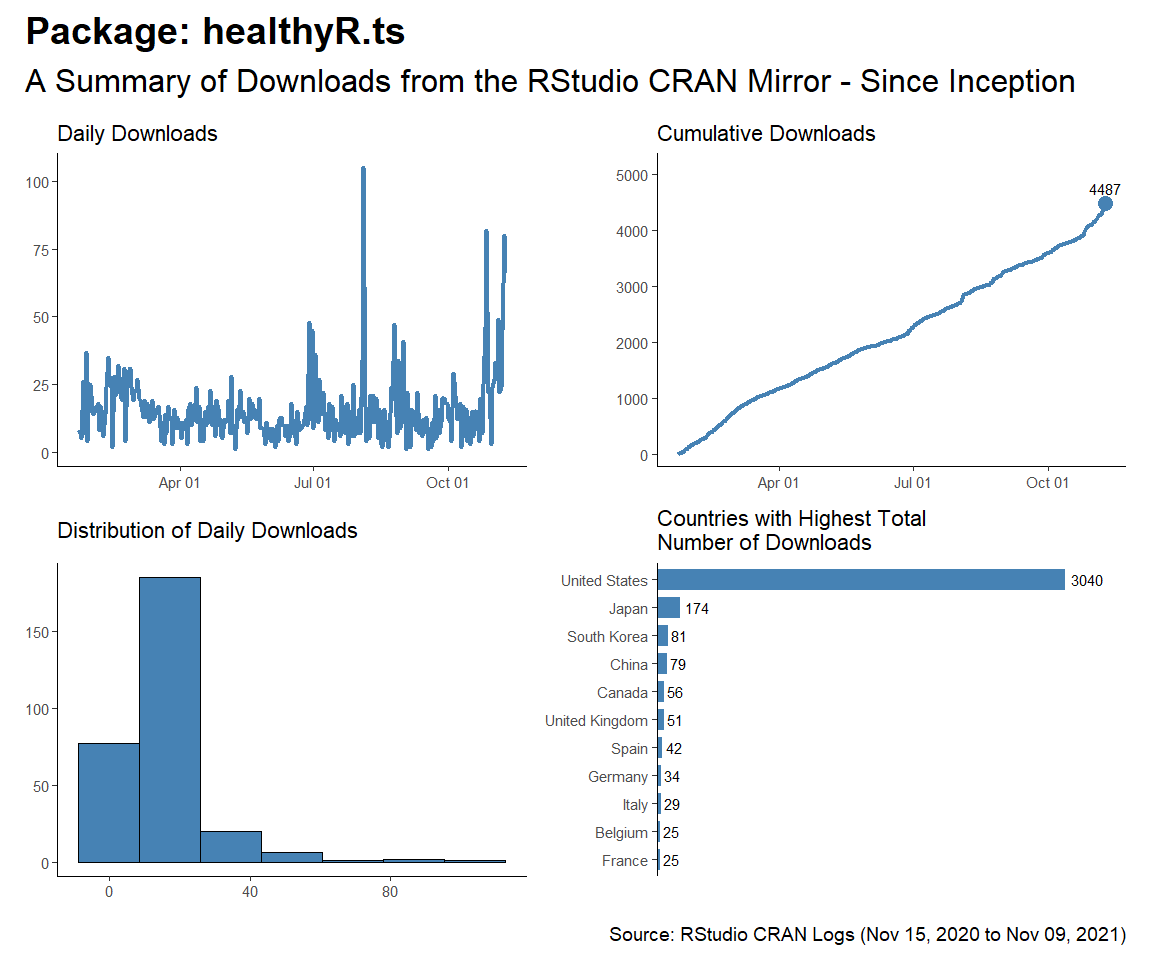 Package: healthyR.ts
A Summary of Downloads from the RStudio CRAN Mirror - Since Inception
Daily Downloads
100
75
50
25
0
Apr 01
Jul 01
Oct 01
Cumulative Downloads
5000
4000
3000
2000
1000
0
4487
Apr 01
Jul 01
Oct 01
Distribution of Daily Downloads
150
100
50
0
0
40
80
Countries with Highest Total
Number of Downloads
United States 3040
Japan 174
South Korea 81
China 79
Canada 56
United Kingdom 51
Spain 42
Germany 34
Italy 29
Belgium 25
France 25
Source: RStudio CRAN Logs (Nov 15, 2020 to Nov 09, 2021)